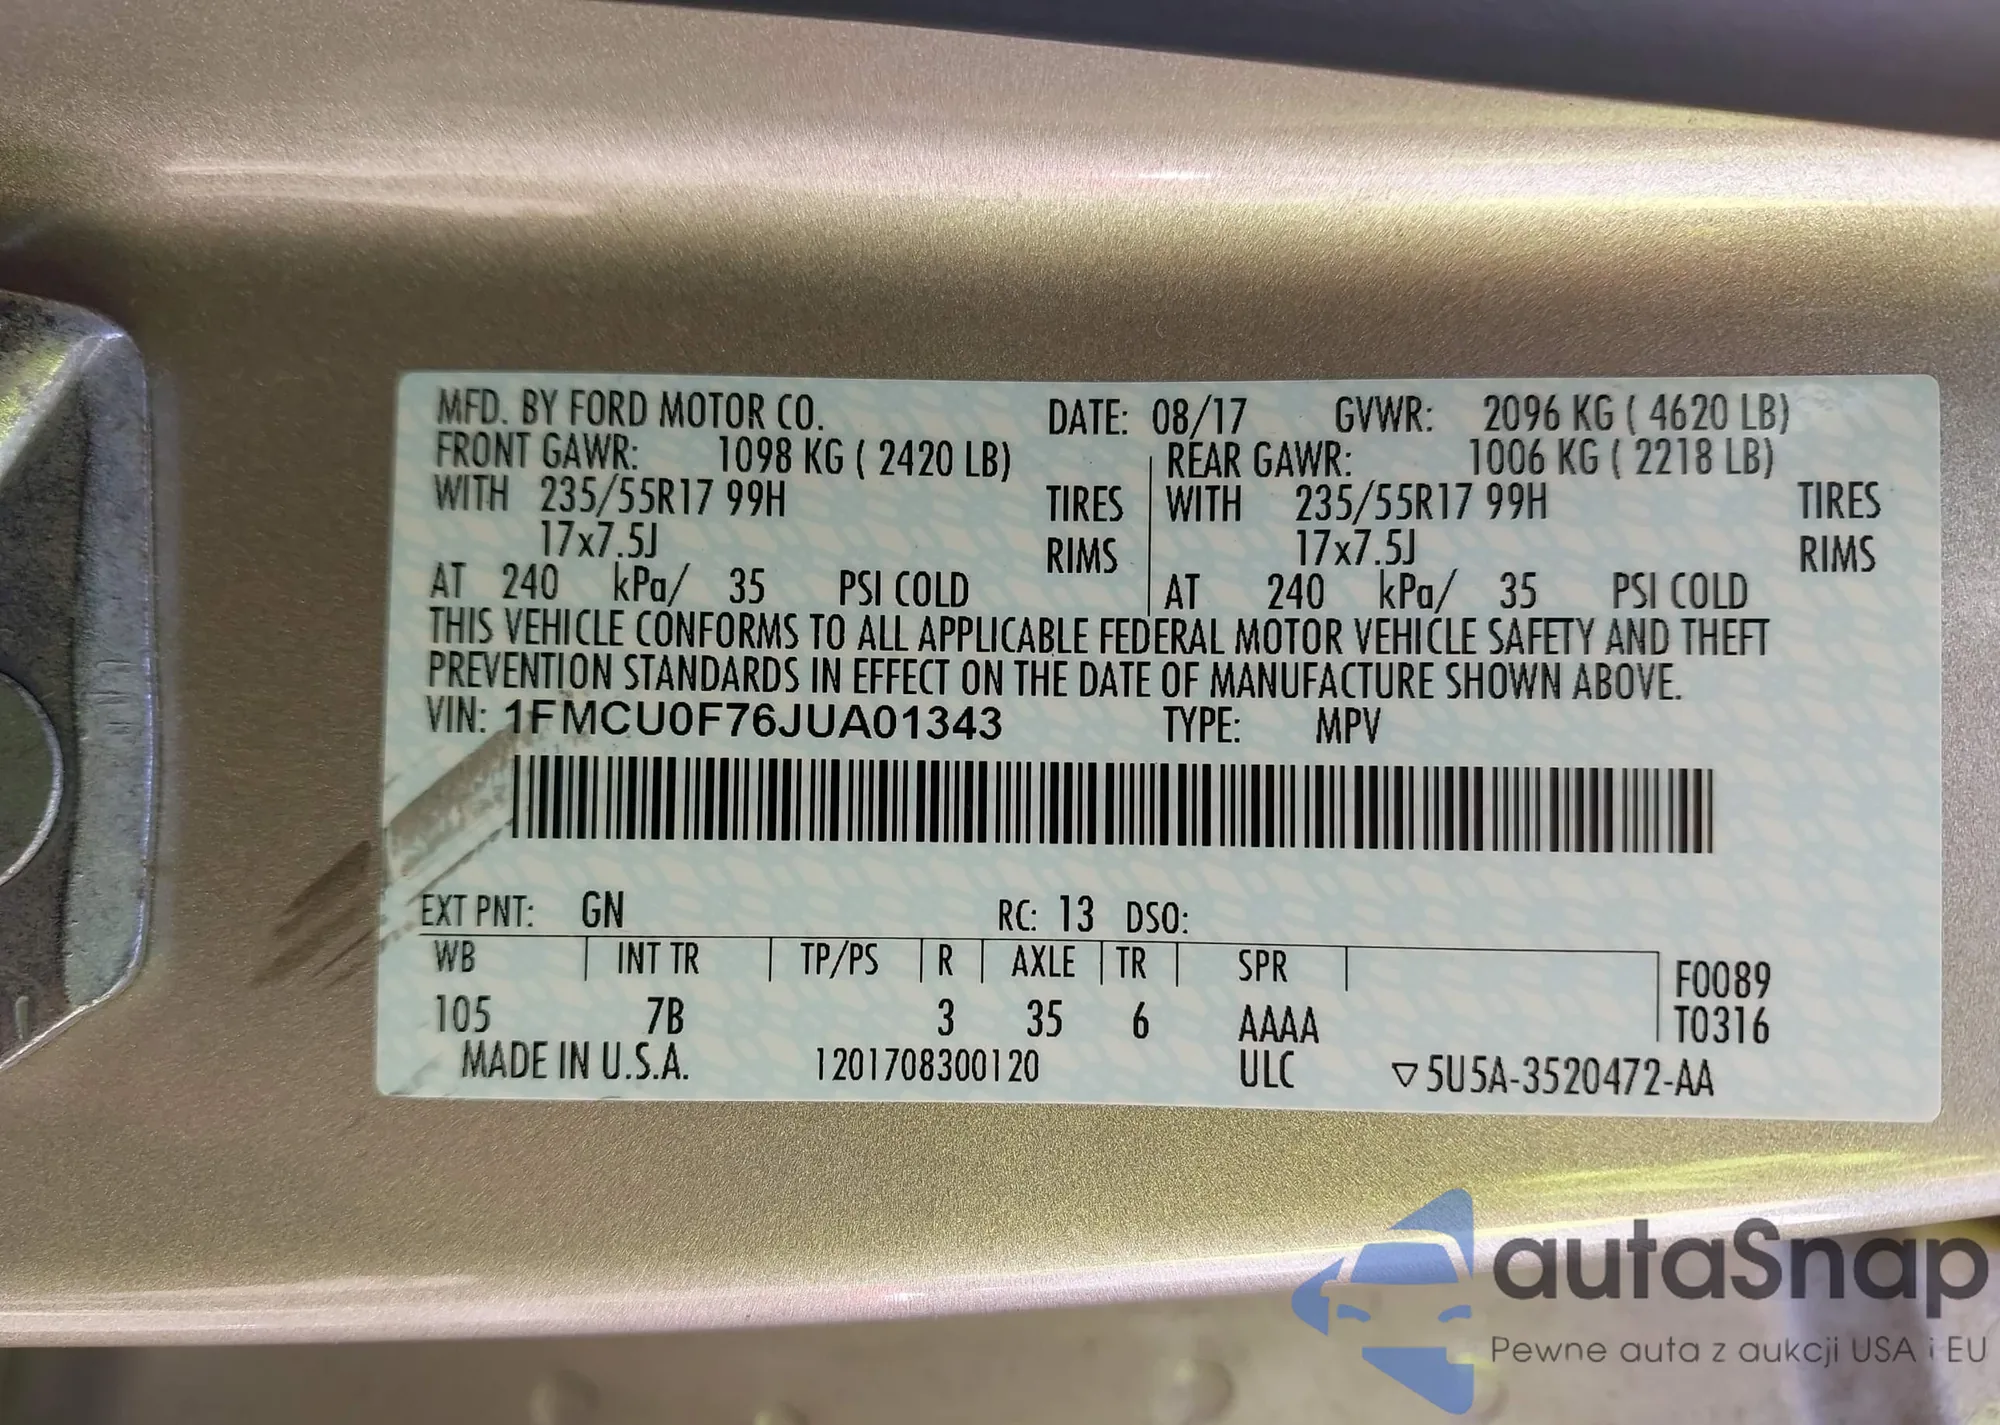 MFD. BY FORD MOTOR CO. DATE: 08/17 GVWR: 2096 KG ( 4620 LB)
FRONT GAWR: 1098 KG ( 2420 LB) REAR GAWR: 1006 KG ( 2218 LB)
WITH 235/55R17 99H TIRES WITH 235/55R17 99H TIRES
17x7.5J RIMS 17x7.5J RIMS
AT 240 kPa/ 35 PSI COLD AT 240 kPa/ 35 PSI COLD
THIS VEHICLE CONFORMS TO ALL APPLICABLE FEDERAL MOTOR VEHICLE SAFETY AND THEFT
PREVENTION STANDARDS IN EFFECT ON THE DATE OF MANUFACTURE SHOWN ABOVE.
VIN: 1FMCU0F76JUA01343 TYPE: MPV
EXT PNT: GN RC: 13 DSO:
WB INT TR TP/PS R AXLE TR SPR F0089
105 7B 3 35 6 AAAA T0316
MADE IN U.S.A. 1201708300120 ULC ▽5U5A-3520472-AA
autaSnap
Pewne auta z aukcji USA i EU